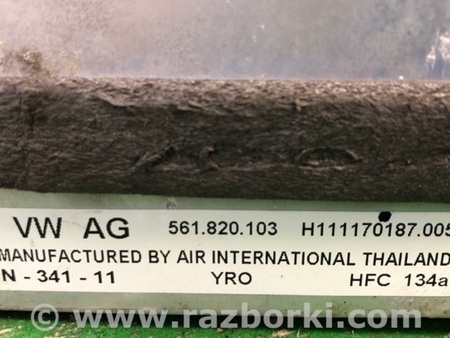 VW AG 561.820.103 H111170187.005
MANUFACTURED BY AIR INTERNATIONAL THAILAND
N - 341 - 11 YRO HFC 134a
© www.razborki.com